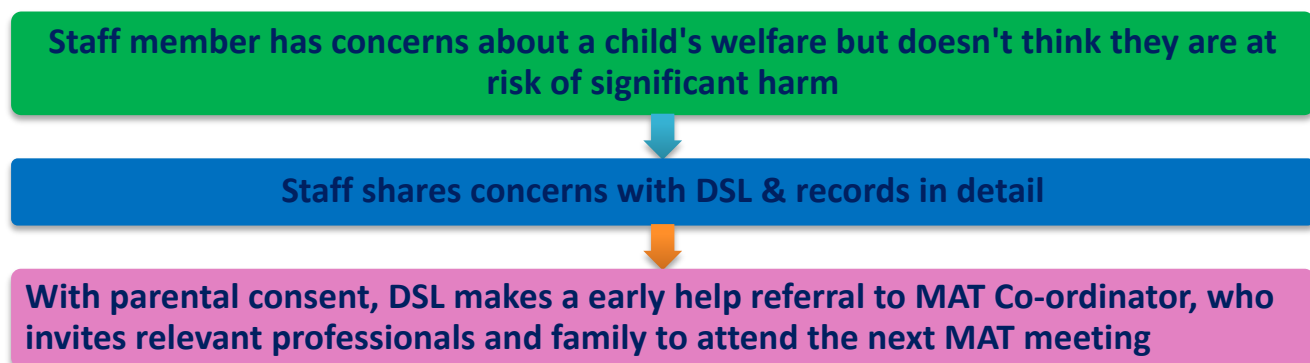 Staff member has concerns about a child's welfare but doesn't think they are at
risk of significant harm
Staff shares concerns with DSL & records in detail
With parental consent, DSL makes a early help referral to MAT Co-ordinator, who
invites relevant professionals and family to attend the next MAT meeting